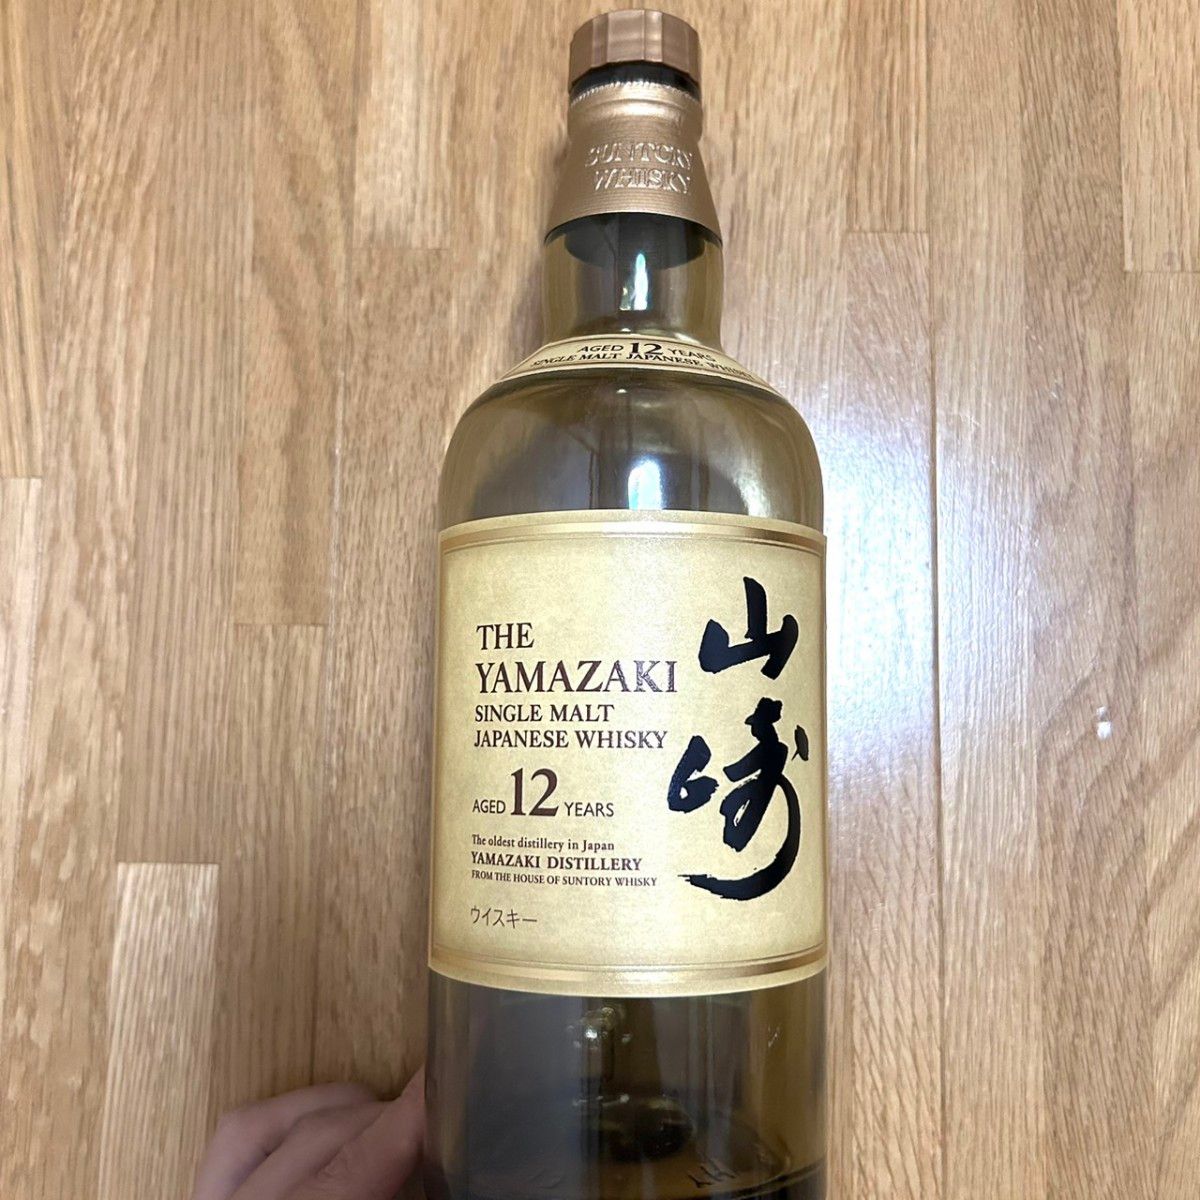 SUNTORY
WHISKY
AGED 12 YEARS
SINGLE MALT JAPANESE WHISKY
THE
YAMAZAKI
SINGLE MALT
JAPANESE WHISKY
AGED 12 YEARS
The oldest distillery in Japan
YAMAZAKI DISTILLERY
FROM THE HOUSE OF SUNTORY WHISKY
ウイスキー
山崎